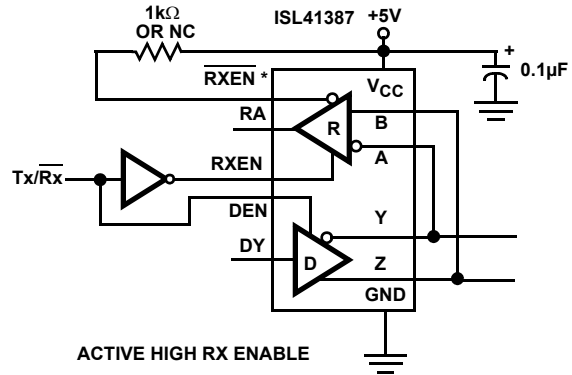 1kΩ
OR NC
ISL41387
+5V
+
0.1µF
RXEN *
VCC
RA
R
B
A
RXEN
Tx/Rx
DEN
Y
DY
D
Z
GND
ACTIVE HIGH RX ENABLE